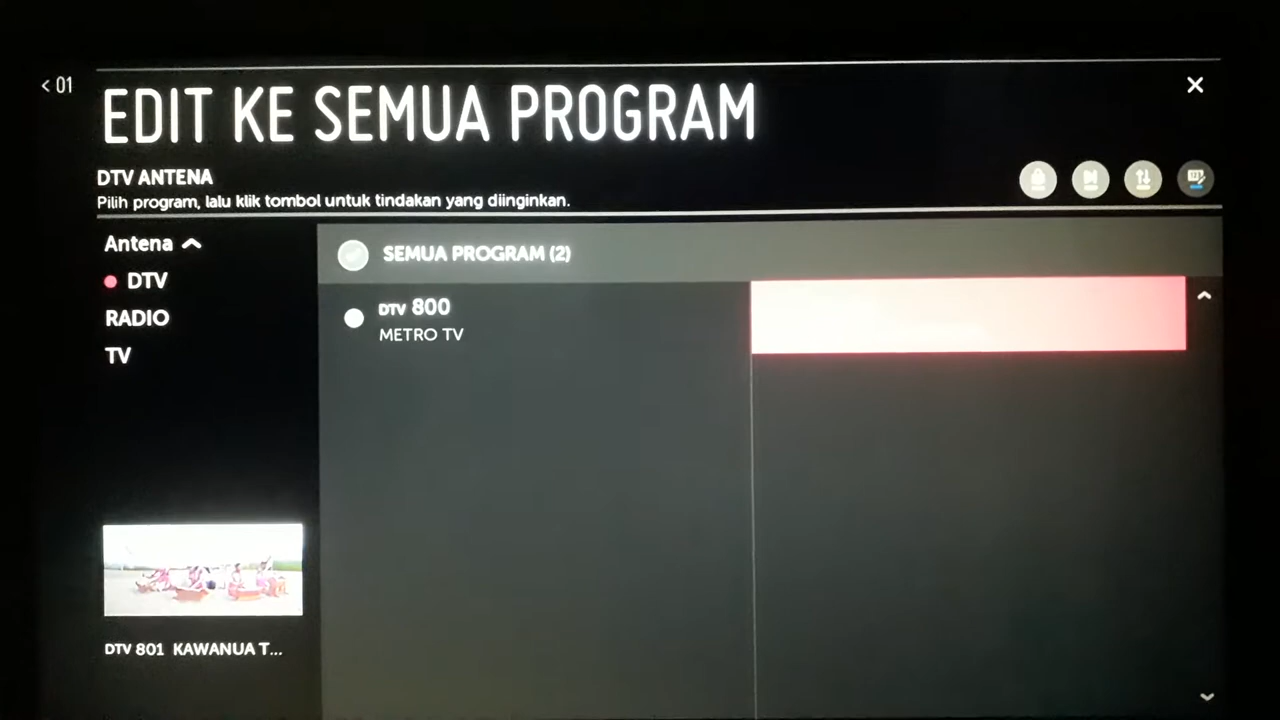 < 01
EDIT KE SEMUA PROGRAM
DTV ANTENA
Pilih program, lalu klik tombol untuk tindakan yang diinginkan.
Antena
DTV
RADIO
TV
SEMUA PROGRAM (2)
DTV 800
METRO TV
DTV 801 KAWANUA T...